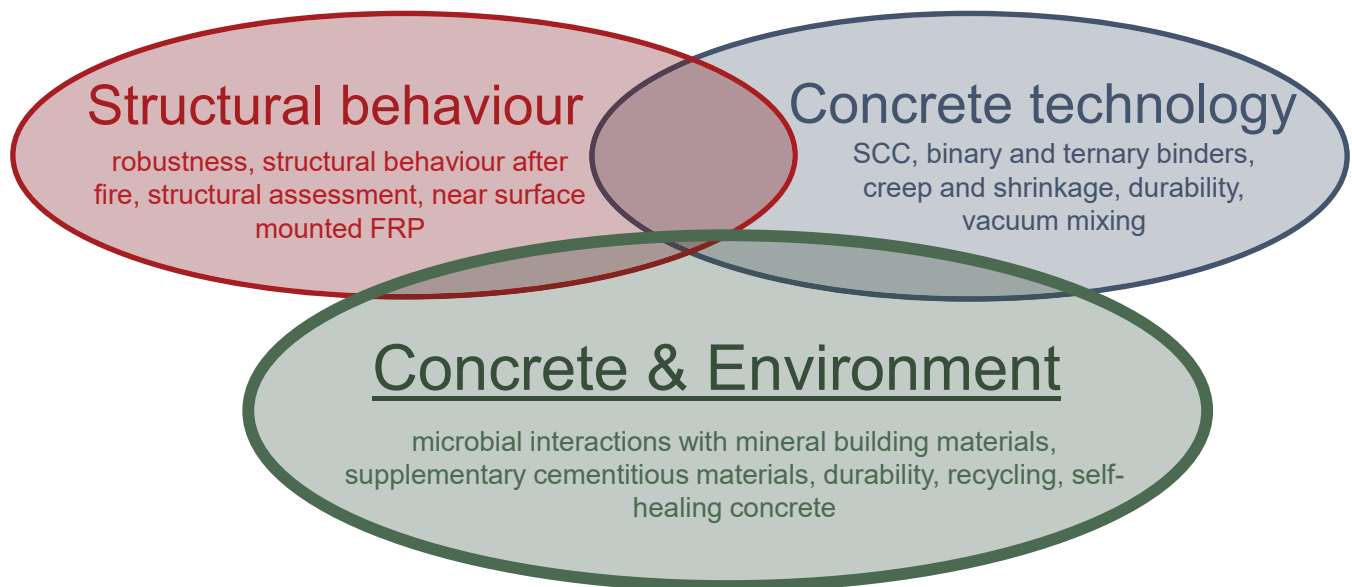 Structural behaviour
robustness, structural behaviour after
fire, structural assessment, near surface
mounted FRP
Concrete technology
SCC, binary and ternary binders,
creep and shrinkage, durability,
vacuum mixing
Concrete & Environment
microbial interactions with mineral building materials,
supplementary cementitious materials, durability, recycling, self-
healing concrete